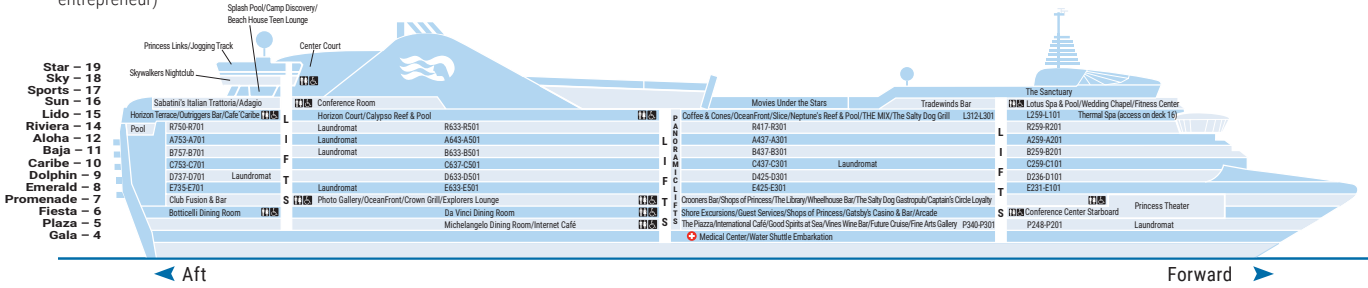 entrepreneur)
Splash Pool/Camp Discovery/
Beach House Teen Lounge
Princess Links/Jogging Track
Center Court
Skywalkers Nightclub
Star – 19
Sky – 18
Sports – 17
Sun – 16
Lido – 15
Riviera – 14
Aloha – 12
Baja – 11
Caribe – 10
Dolphin – 9
Emerald – 8
Promenade – 7
Fiesta – 6
Plaza – 5
Gala – 4
The Sanctuary
Sabatini's Italian Trattoria/Adagio
Conference Room
Movies Under the Stars
Tradewinds Bar
Lotus Spa & Pool/Wedding Chapel/Fitness Center
Horizon Terrace/Outriggers Bar/Cafe' Caribe
Horizon Court/Calypso Reef & Pool
Coffee & Cones/OceanFront/Slice/Neptune's Reef & Pool/THE MIX/The Salty Dog Grill L312-L301
L259-L101 Thermal Spa (access on deck 16)
Pool R750-R701 Laundromat R633-R501 R417-R301 R259-R201
A753-A701 Laundromat A643-A501 A437-A301 A259-A201
B757-B701 Laundromat B633-B501 B437-B301 B259-B201
C753-C701 C637-C501 C437-C301 Laundromat C259-C101
D737-D701 Laundromat D633-D501 D425-D301 D236-D101
E735-E701 Laundromat E633-E501 E425-E301 E231-E101
Club Fusion & Bar
Photo Gallery/OceanFront/Crown Grill/Explorers Lounge
Crooners Bar/Shops of Princess/The Library/Wheelhouse Bar/The Salty Dog Gastropub/Captain's Circle Loyalty
Princess Theater
Botticelli Dining Room
Da Vinci Dining Room
Shore Excursions/Guest Services/Shops of Princess/Gatsby's Casino & Bar/Arcade
Conference Center Starboard
Michelangelo Dining Room/Internet Café
The Piazza/International Café/Good Spirits at Sea/Vines Wine Bar/Future Cruise/Fine Arts Gallery P340-P301
P248-P201 Laundromat
Medical Center/Water Shuttle Embarkation
LIFTS
LIFTS
PANORAMIC LIFTS
LIFTS
Aft
Forward